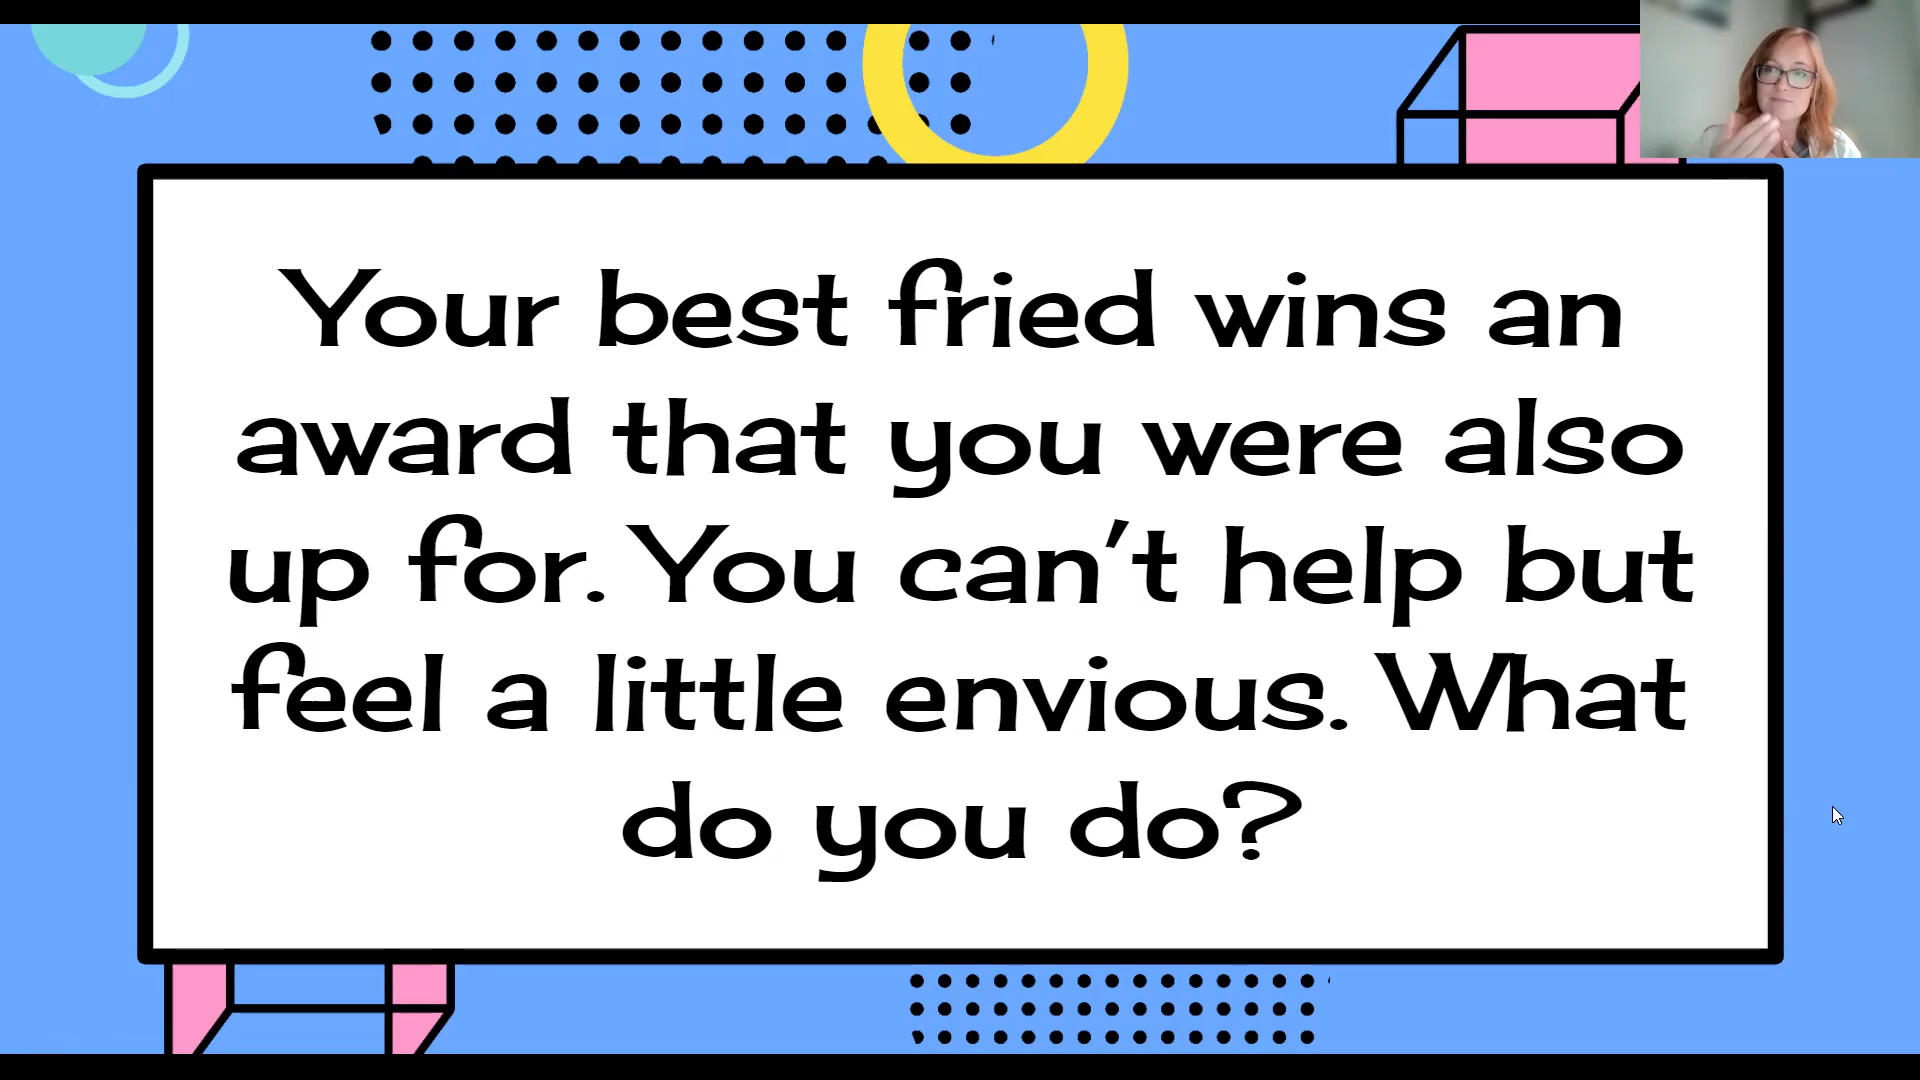 Your best fried wins an
award that you were also
up for. You can't help but
feel a little envious. What
do you do?